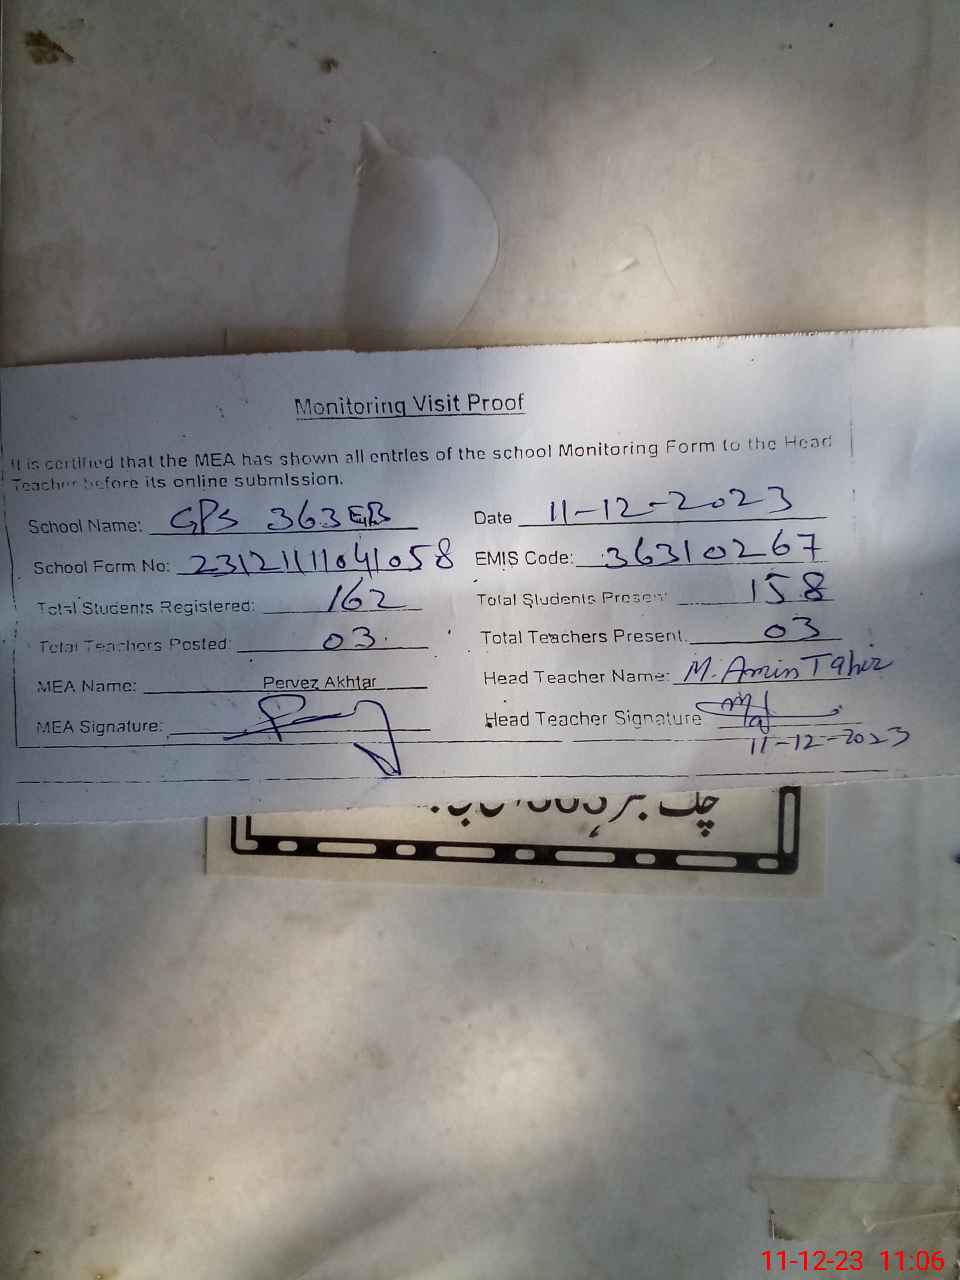 Monitoring Visit Proof
It is certified that the MEA has shown all entries of the school Monitoring Form to the Head
Teacher before its online submission.
School Name: GPS 363EB Date 11-12-2023
School Form No: 231211111041058 EMIS Code: 36310267
Total Students Registered: 162 Total Students Present 158
Total Teachers Posted: 03 Total Teachers Present. 03
MEA Name: Pervez Akhtar Head Teacher Name: M. Amin Tahir
MEA Signature: Head Teacher Signature
11-12-2023
چک نمبر
11-12-23 11:06